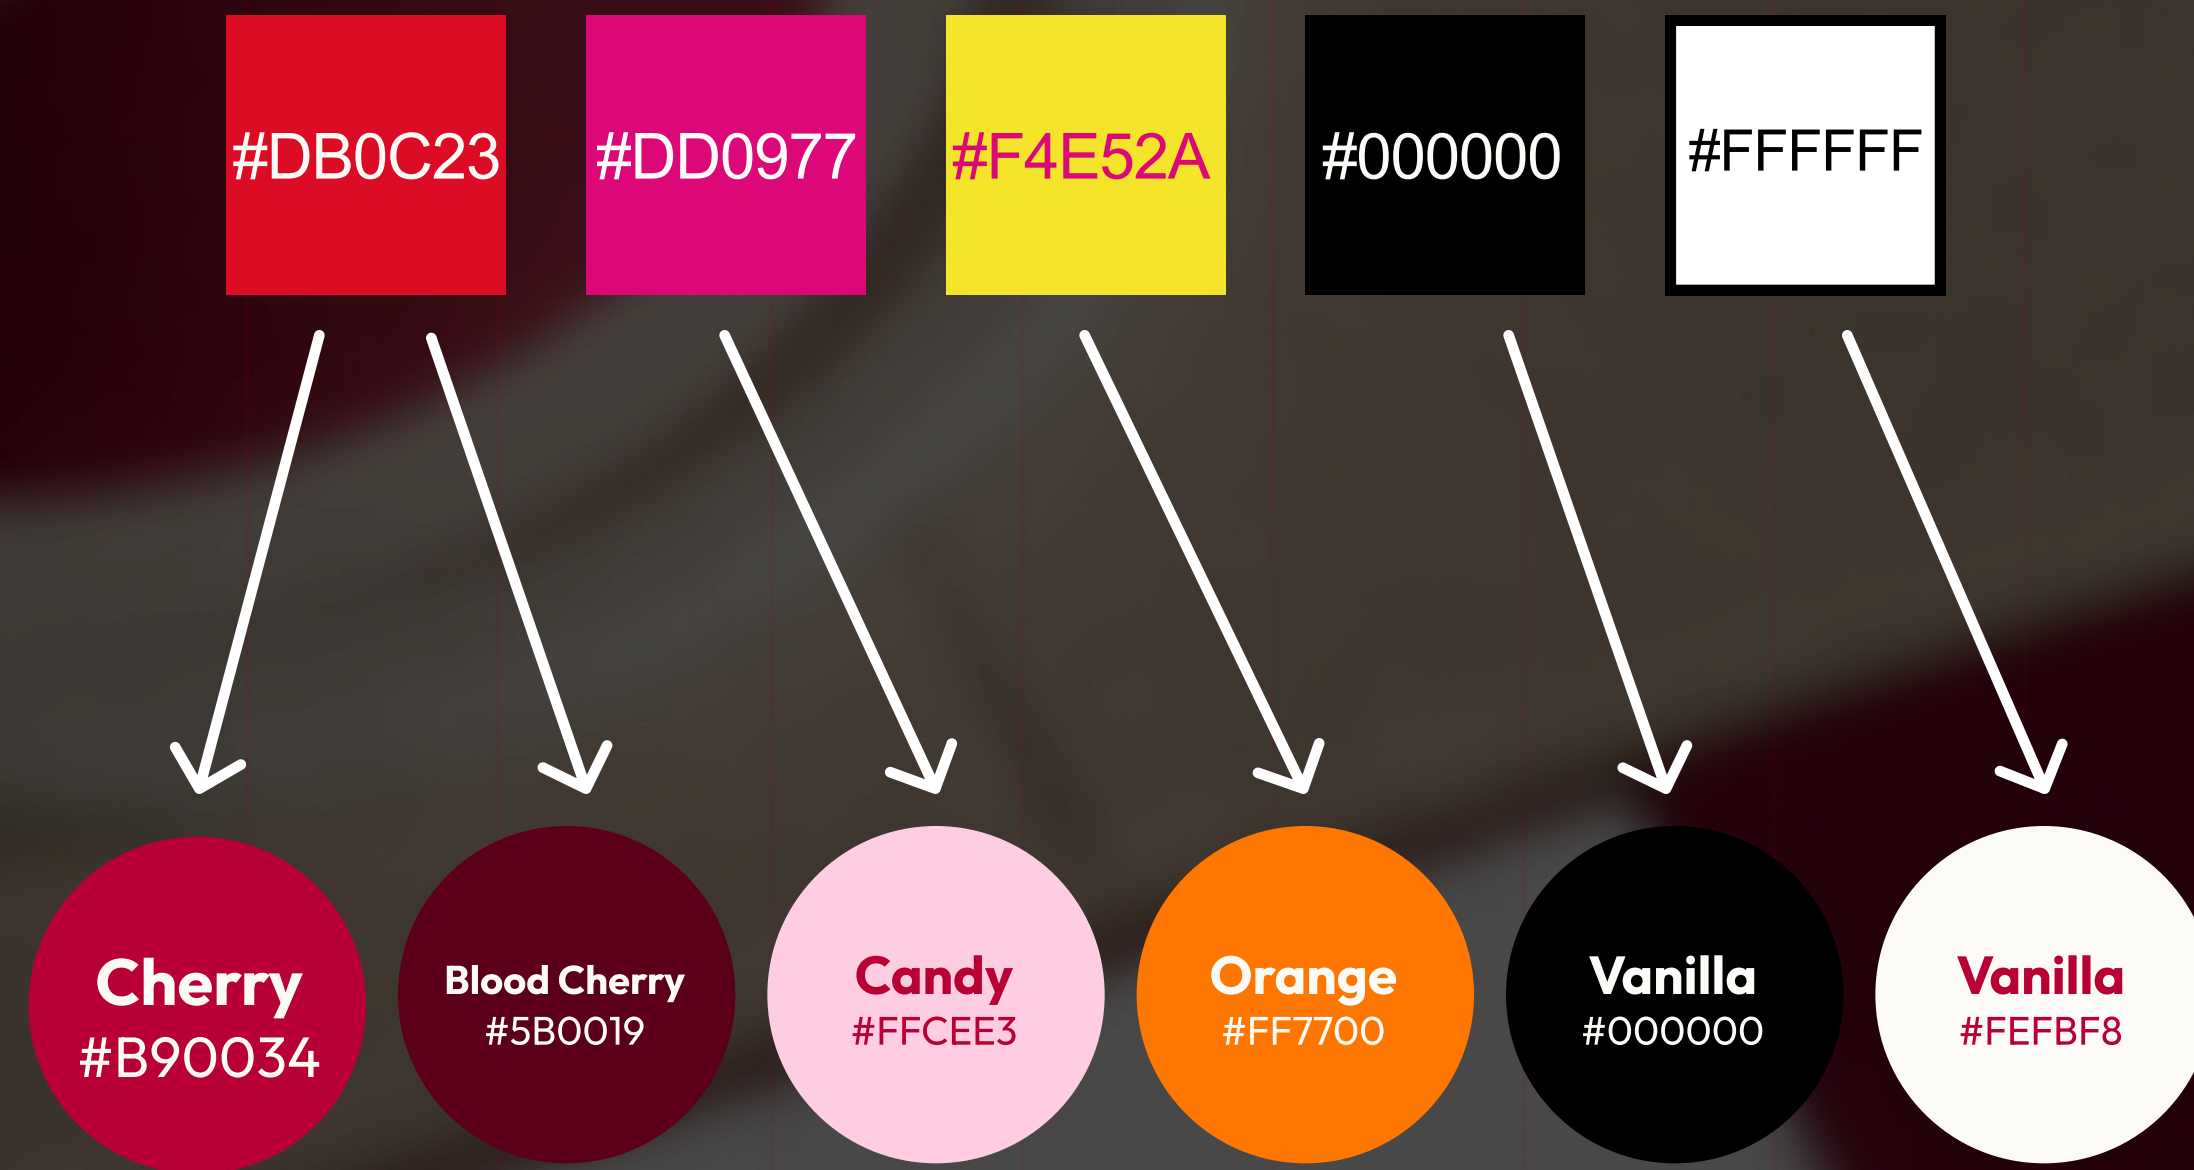 #DB0C23
#DD0977
#F4E52A
#000000
#FFFFFF
Cherry
#B90034
Blood Cherry
#5B0019
Candy
#FFCEE3
Orange
#FF7700
Vanilla
#000000
Vanilla
#FEFBF8